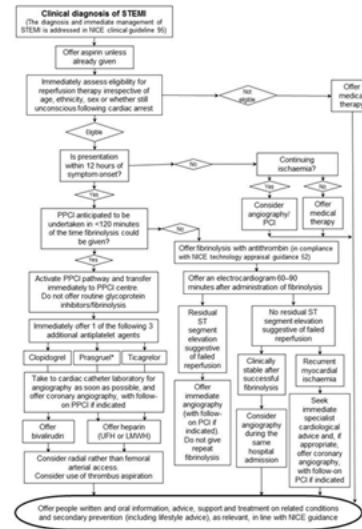 Clinical diagnosis of STEMI
(The diagnosis and immediate management
of STEMI is addressed in NICE clinical guideline 95)
Offer aspirin unless
already given
Immediately assess eligibility for
reperfusion therapy irrespective of
age, ethnicity, sex or whether still
unconscious following cardiac arrest
Not
eligible
Offer
medical
therapy
Eligible
Is presentation
within 12 hours of
symptom onset?
No
Continuing
ischaemia?
Yes
Yes
No
Consider
angiography/
PCI
Offer
medical
therapy
PPCI anticipated to be
undertaken in <120 minutes
of the time fibrinolysis could
be given?
No
Yes
Offer fibrinolysis with antithrombin (in compliance
with NICE technology appraisal guidance 52)
Activate PPCI pathway and transfer
immediately to PPCI centre.
Do not offer routine glycoprotein
inhibitors/fibrinolysis
Offer an electrocardiogram 60–90
minutes after administration of fibrinolysis
Immediately offer 1 of the following 3
additional antiplatelet agents
Clopidogrel
Prasgruel*
Ticagrelor
Residual
ST
segment
elevation
suggestive
of failed
reperfusion
No residual ST
segment elevation
suggestive of failed
reperfusion
Take to cardiac catheter laboratory for
angiography as soon as possible, and
offer coronary angiography, with
follow-on PPCI if indicated
Clinically
stable after
successful
fibrinolysis
Recurrent
myocardial
ischaemia
Offer
bivalirudin
Offer heparin
(UFH or LMWH)
Offer
immediate
angiography
(with follow-
on PCI if
indicated).
Do not give
repeat
fibrinolysis
Consider
angiography
during the
same
hospital
admission
Seek
immediate
specialist
cardiological
advice and, if
appropriate,
offer coronary
angiography,
with follow-on
PCI if indicated
Consider radial rather than femoral
arterial access.
Consider use of thrombus aspiration
Offer people written and oral information, advice, support and treatment on related conditions
and secondary prevention (including lifestyle advice), as relevant, in line with NICE guidance